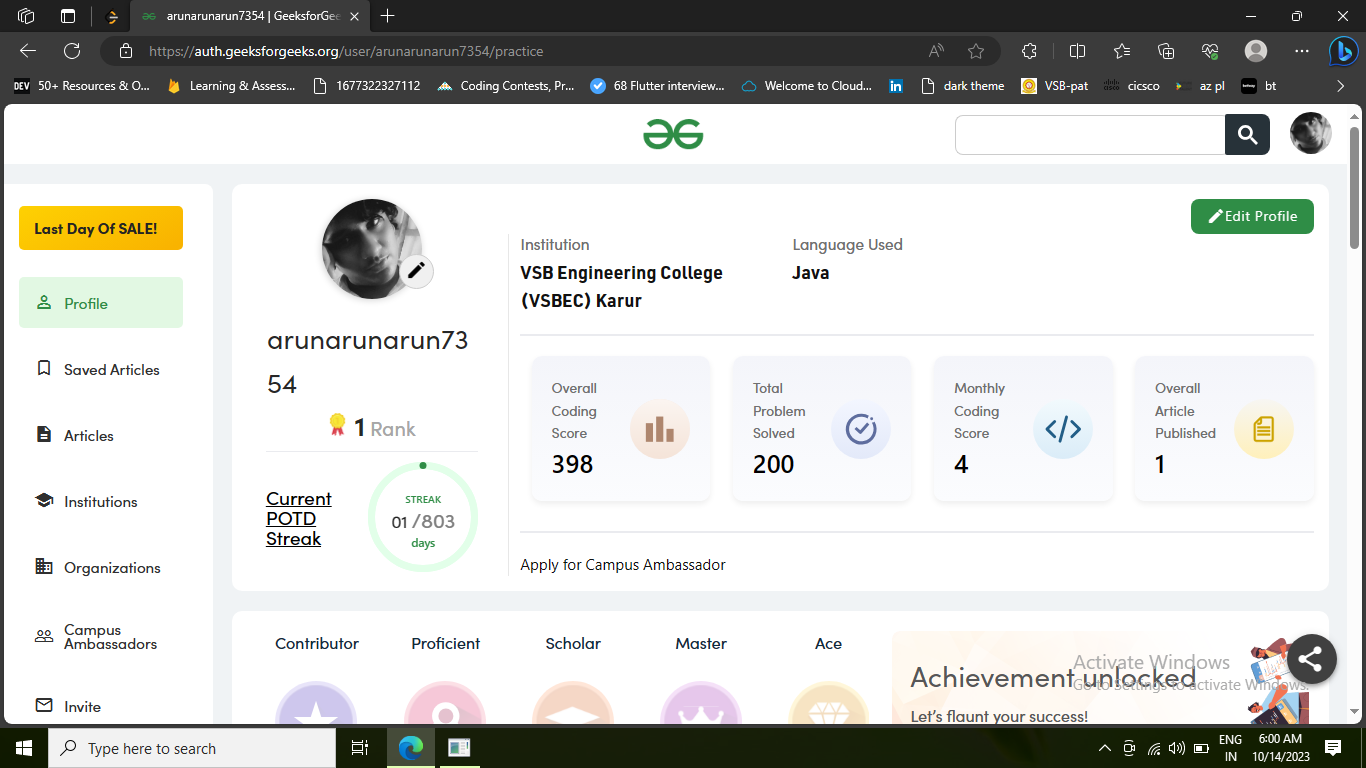 arunarunarun7354 | GeeksforGee
https://auth.geeksforgeeks.org/user/arunarunarun7354/practice
DEV 50+ Resources & O... Learning & Assess... 1677322327112 Coding Contests, Pr... 68 Flutter interview... Welcome to Cloud... in dark theme VSB-pat cicsco az pl bt
Last Day Of SALE!
Profile
Saved Articles
Articles
Institutions
Organizations
Campus
Ambassadors
Invite
arunarunarun73
54
1 Rank
Current
POTD
Streak
STREAK
01 /803
days
Edit Profile
Institution
VSB Engineering College
(VSBEC) Karur
Language Used
Java
Overall
Coding
Score
398
Total
Problem
Solved
200
Monthly
Coding
Score
4
Overall
Article
Published
1
Apply for Campus Ambassador
Contributor Proficient Scholar Master Ace
Achievement unlocked
Let's flaunt your success!
Activate Windows
Go to Settings to activate Windows.
Type here to search
ENG
IN
6:00 AM
10/14/2023